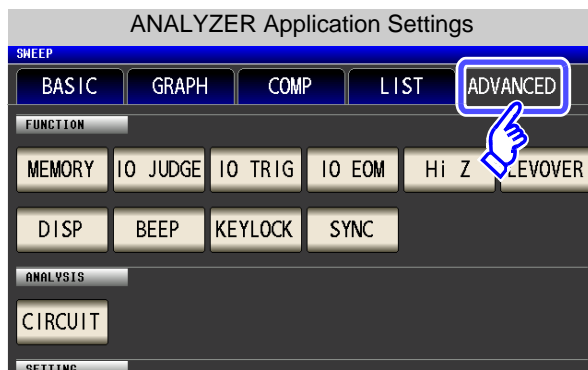 ANALYZER Application Settings
SWEEP
BASIC GRAPH COMP LIST ADVANCED
FUNCTION
MEMORY IO JUDGE IO TRIG IO EOM Hi Z LEVOVER
DISP BEEP KEYLOCK SYNC
ANALYSIS
CIRCUIT
SETTING